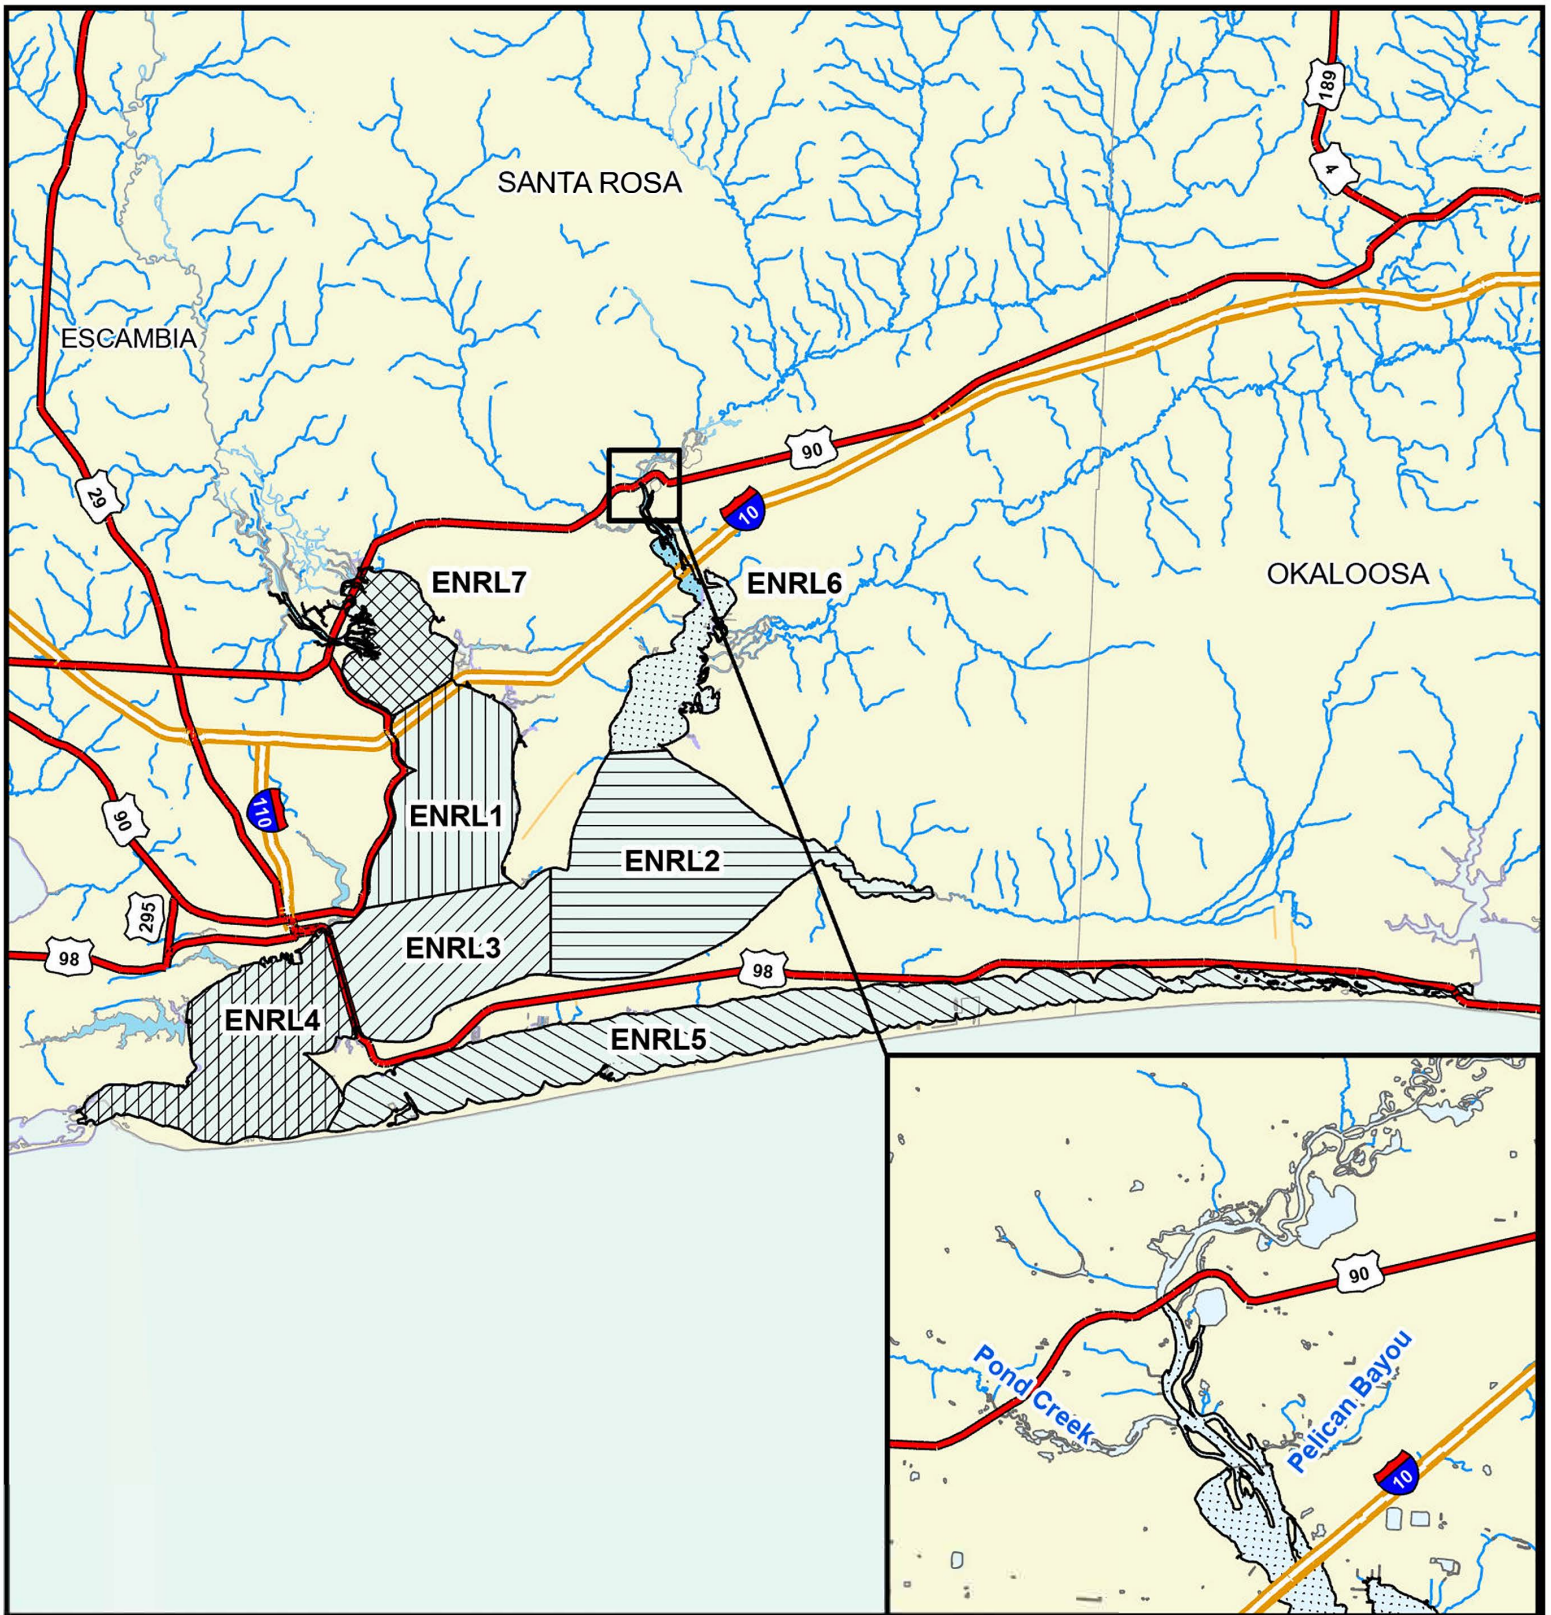 189
4
SANTA ROSA
ESCAMBIA
90
29
10
ENRL7
ENRL6
OKALOOSA
110
90
ENRL1
ENRL2
295
98
ENRL3
98
ENRL4
ENRL5
90
Pond Creek
Pelican Bayou
10